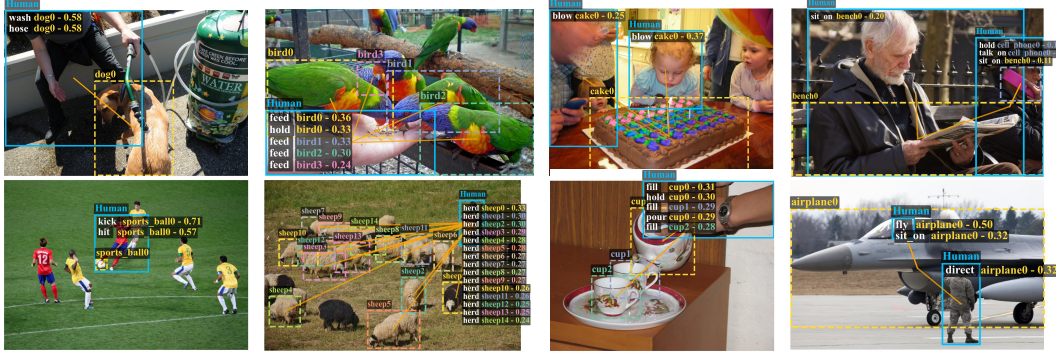 Human
wash dog0 - 0.58
hose dog0 - 0.58
dog0
WATER
bird0
bird3
bird1
bird2
Human
feed bird0 - 0.36
hold bird0 - 0.33
feed bird1 - 0.33
feed bird2 - 0.30
feed bird3 - 0.24
Human
blow cake0 - 0.25
Human
blow cake0 - 0.37
cake0
Human
sit_on bench0 - 0.20
Human
hold cell_phone0
talk_on cell_phone0
sit_on bench0 - 0.11
bench0
Human
kick sports_ball0 - 0.71
hit sports_ball0 - 0.57
sports_ball0
12
Human
herd sheep0 - 0.33
herd sheep1 - 0.30
herd sheep2 - 0.30
herd sheep3 - 0.29
herd sheep4 - 0.28
herd sheep5 - 0.28
herd sheep6 - 0.27
herd sheep7 - 0.27
herd sheep8 - 0.27
herd sheep9 - 0.27
herd sheep10 - 0.26
herd sheep11 - 0.26
herd sheep12 - 0.25
herd sheep13 - 0.25
herd sheep14 - 0.24
sheep7
sheep9
sheep14
sheep10
sheep12
sheep13
sheep8
sheep11
sheep6
sheep2
sheep4
sheep5
Human
fill cup0 - 0.31
hold cup0 - 0.30
fill cup1 - 0.29
pour cup0 - 0.29
fill cup2 - 0.28
cup1
cup2
airplane0
Human
fly airplane0 - 0.50
sit_on airplane0 - 0.32
Human
direct airplane0 - 0.32